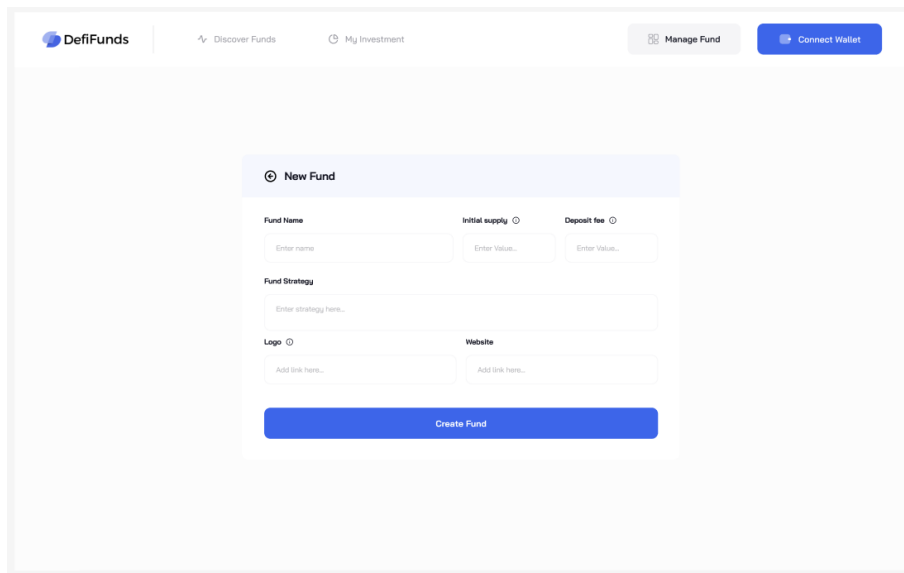 DefiFunds
Discover Funds
My Investment
Manage Fund
Connect Wallet
New Fund
Fund Name
Initial supply
Deposit fee
Enter name
Enter Value...
Enter Value...
Fund Strategy
Enter strategy here...
Logo
Website
Add link here...
Add link here...
Create Fund